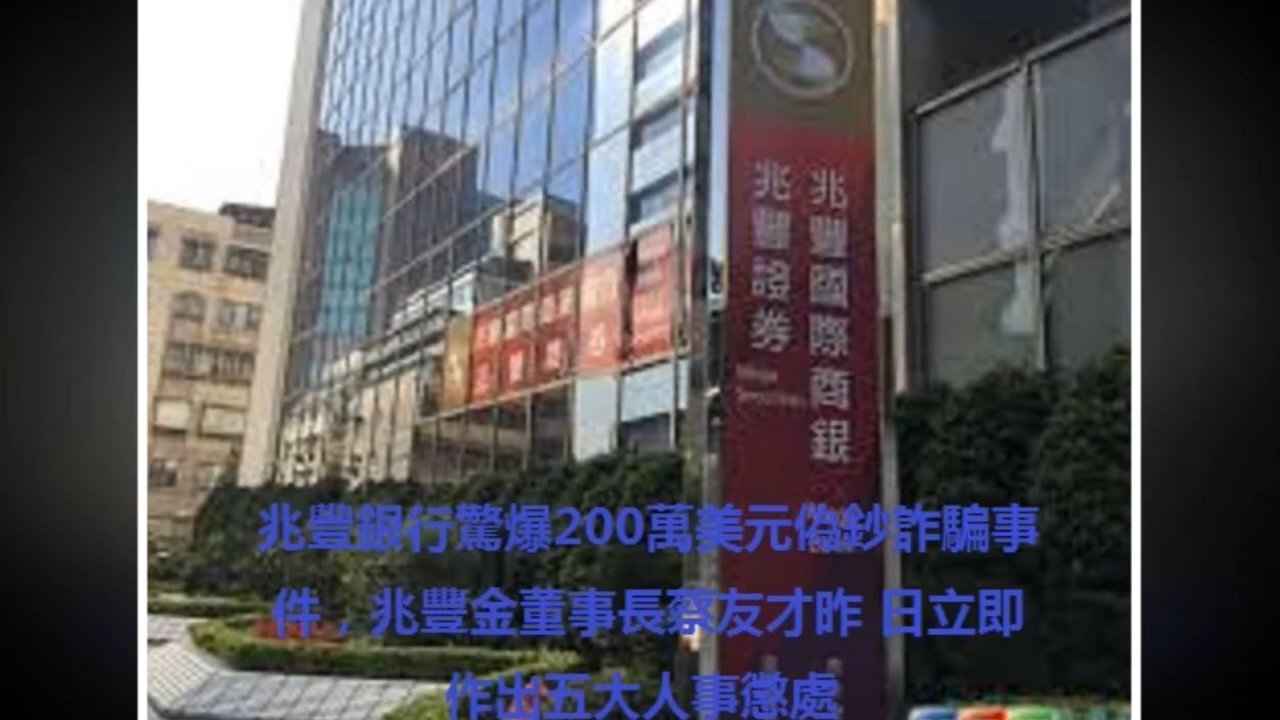 兆豐國際商銀
兆豐證券
兆豐銀行驚爆200萬美元偽鈔詐騙事
件，兆豐金董事長蔡友才昨 日立即
作出五大人事懲處